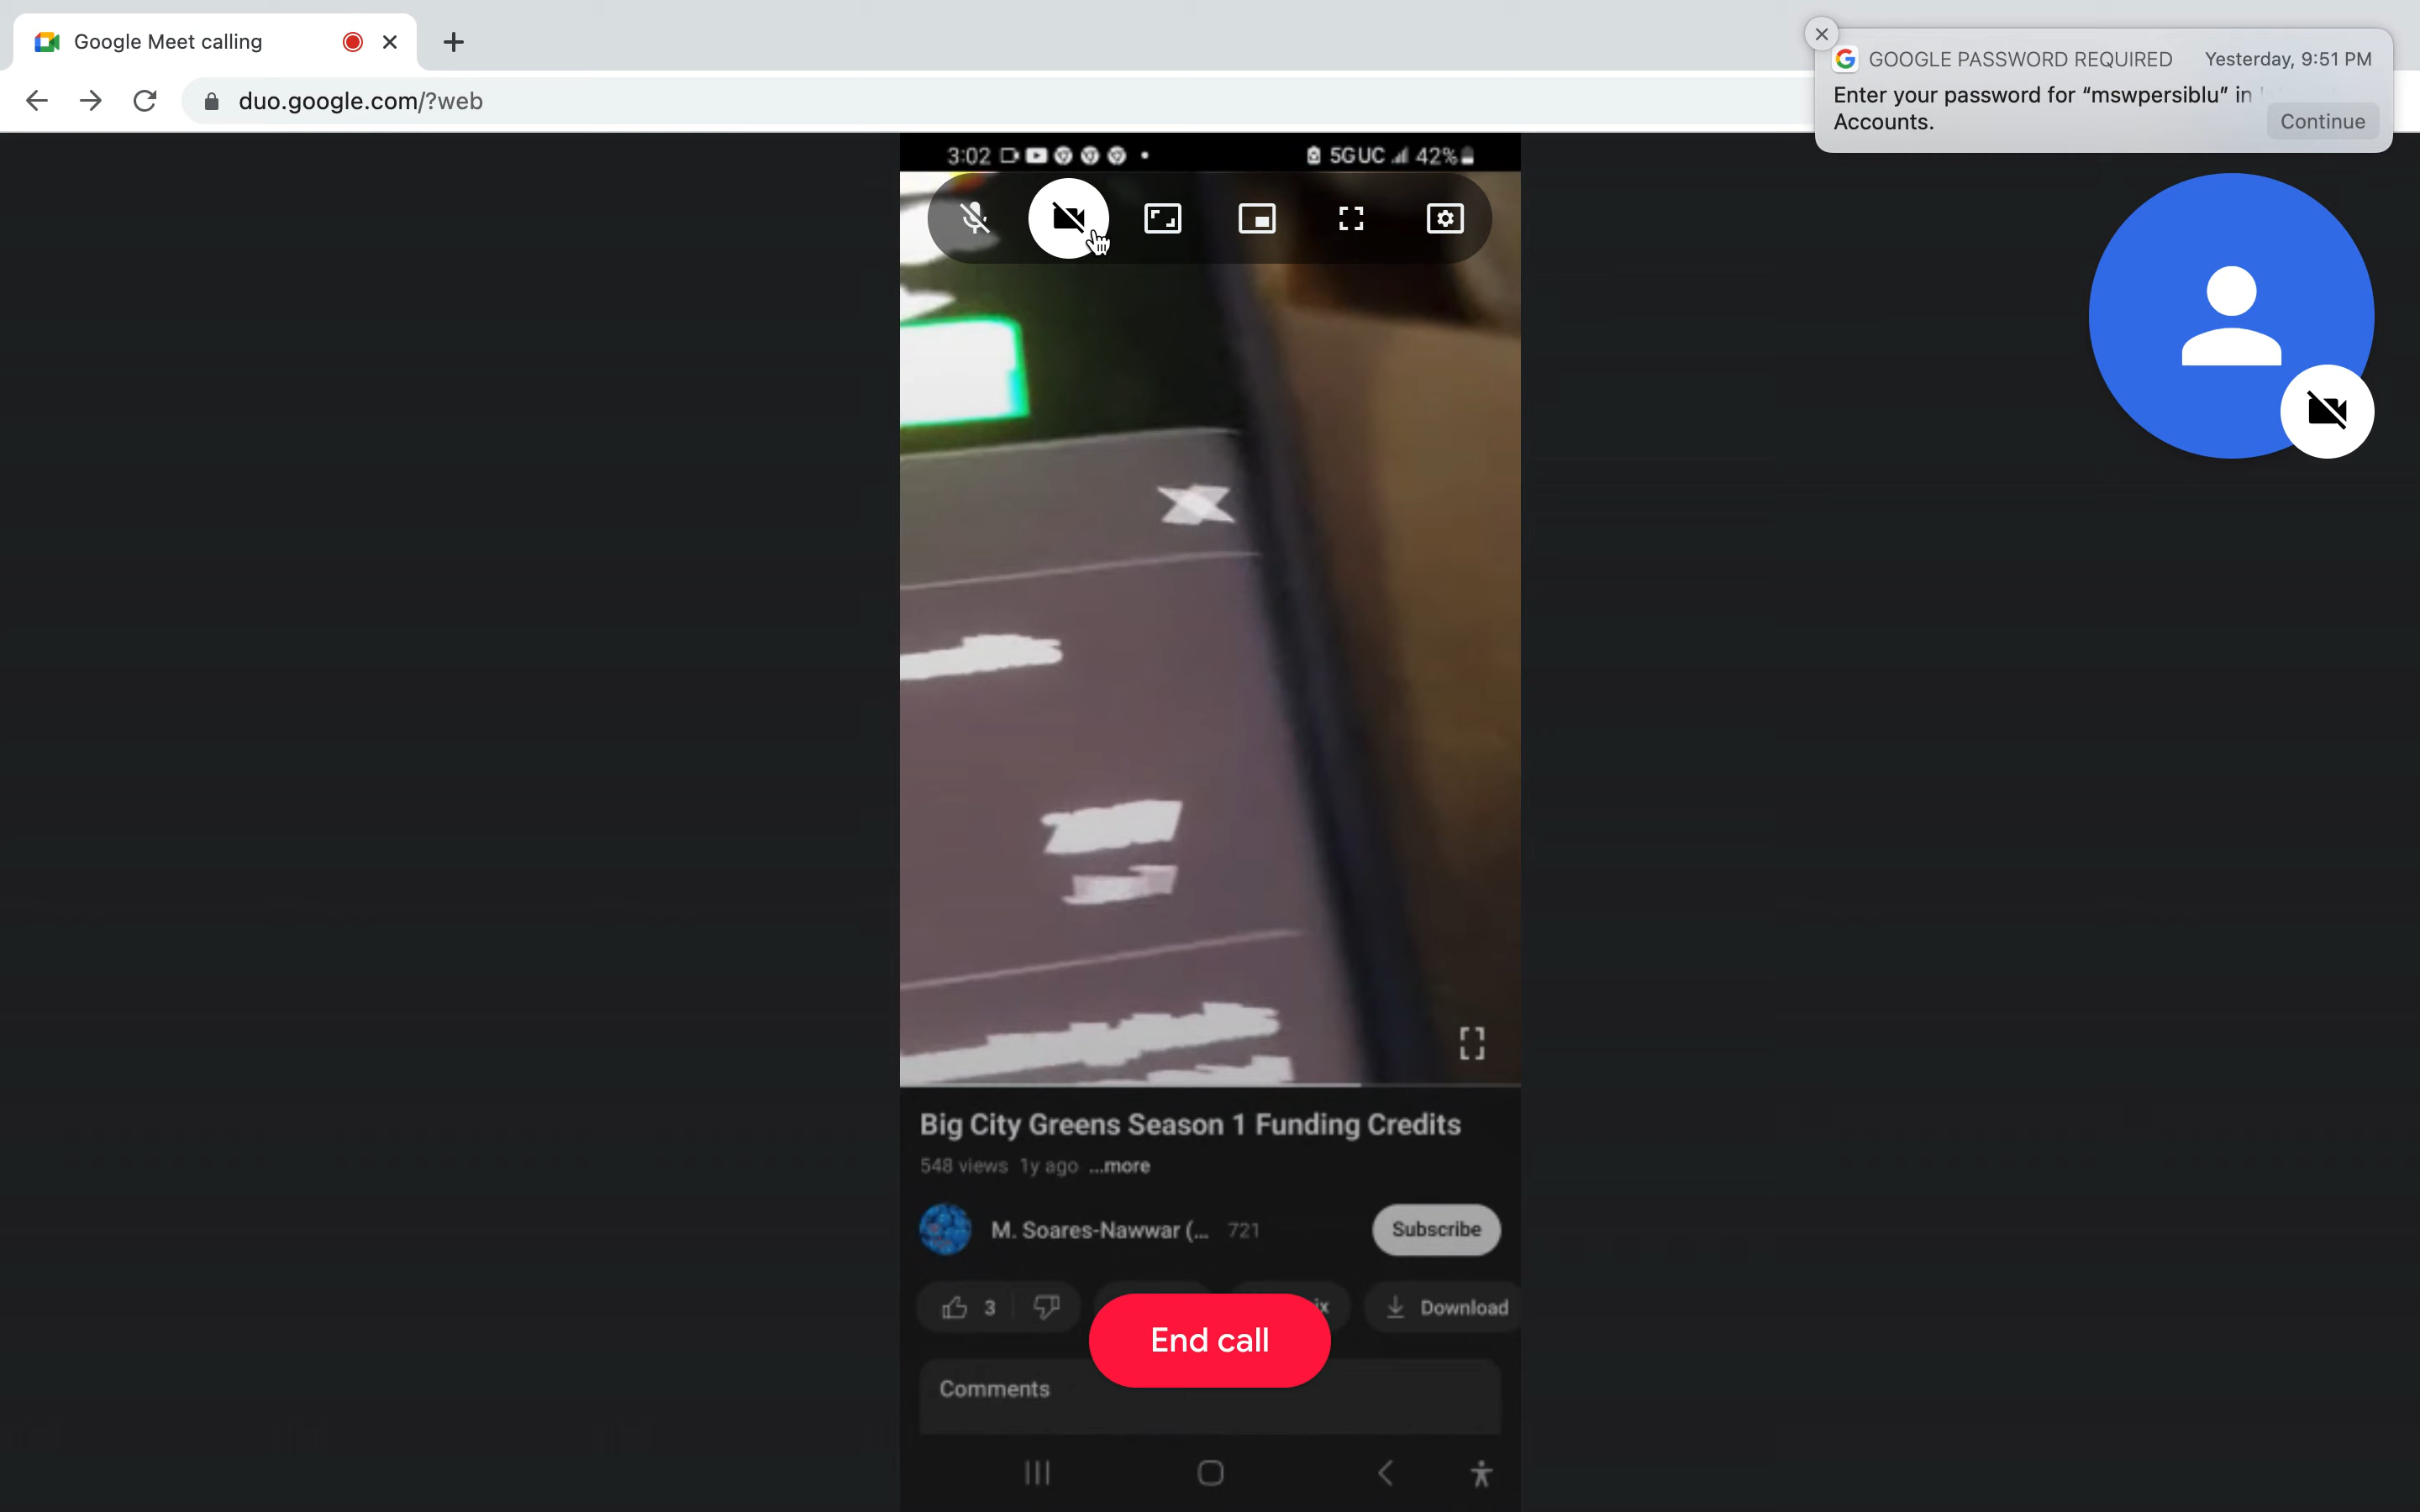 Google Meet calling
duo.google.com/?web
GOOGLE PASSWORD REQUIRED Yesterday, 9:51 PM
Enter your password for “mswpersiblu” in
Accounts.
Continue
3:02 5GUC 42%
Big City Greens Season 1 Funding Credits
548 views 1y ago ...more
M. Soares-Nawwar (... 721
Subscribe
3
Download
End call
Comments